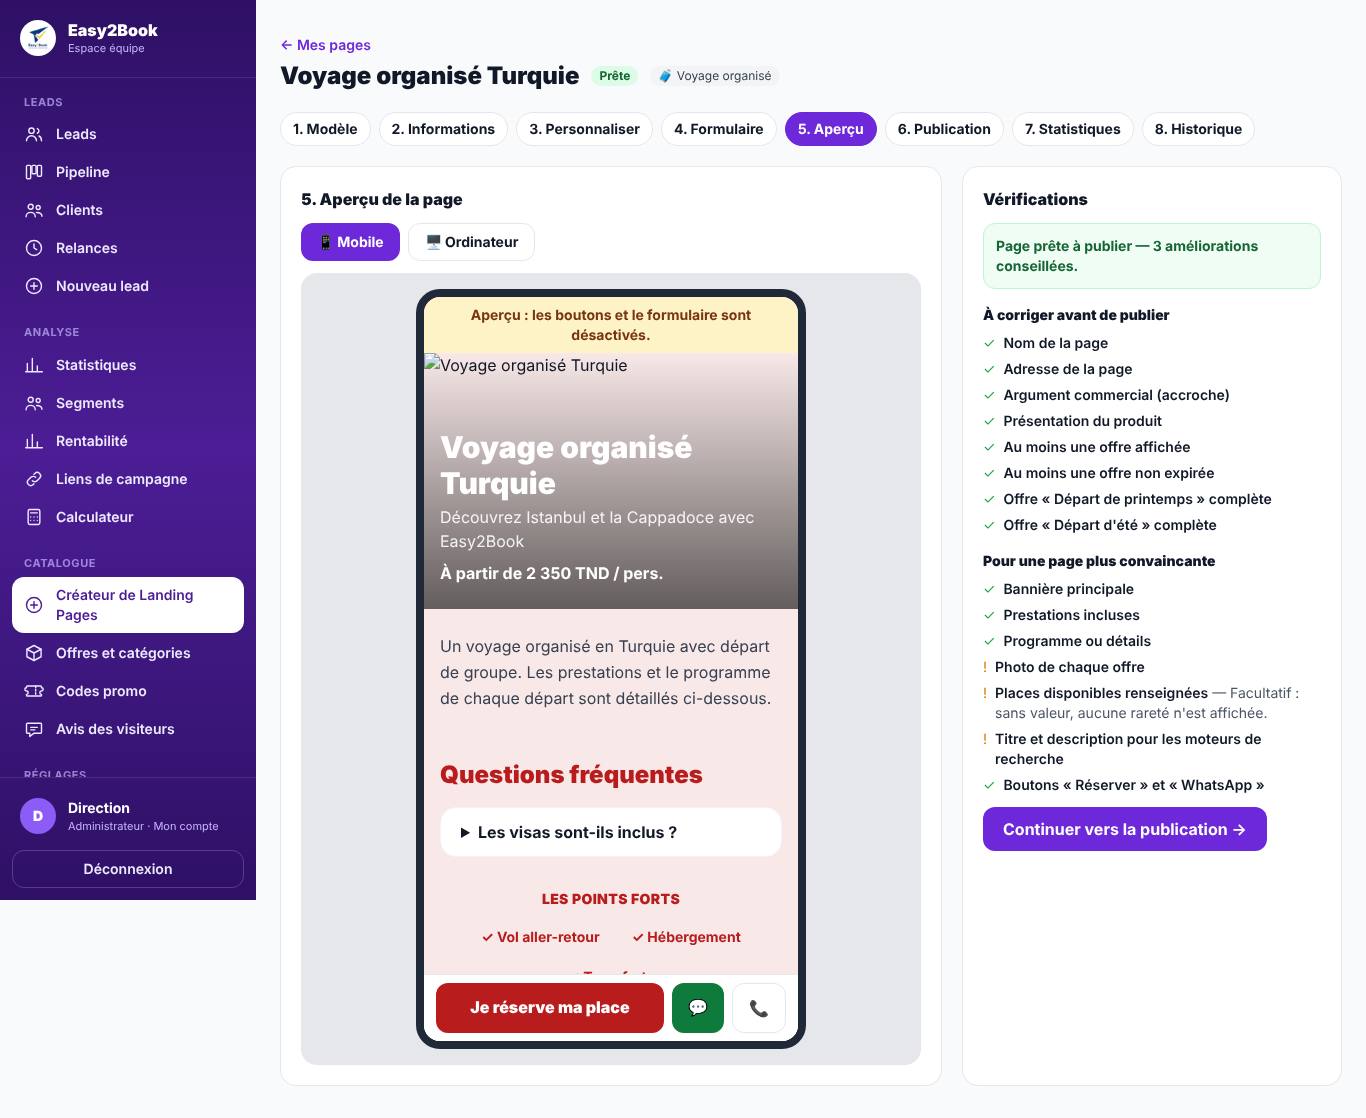 Easy2Book
Espace équipe
LEADS
Leads
Pipeline
Clients
Relances
Nouveau lead
ANALYSE
Statistiques
Segments
Rentabilité
Liens de campagne
Calculateur
CATALOGUE
Créateur de Landing
Pages
Offres et catégories
Codes promo
Avis des visiteurs
RÉGLAGES
D
Direction
Administrateur · Mon compte
Déconnexion
← Mes pages
Voyage organisé Turquie
Prête
Voyage organisé
1. Modèle
2. Informations
3. Personnaliser
4. Formulaire
5. Aperçu
6. Publication
7. Statistiques
8. Historique
5. Aperçu de la page
Mobile
Ordinateur
Aperçu : les boutons et le formulaire sont
désactivés.
Voyage organisé Turquie
Voyage organisé
Turquie
Découvrez Istanbul et la Cappadoce avec
Easy2Book
À partir de 2 350 TND / pers.
Un voyage organisé en Turquie avec départ
de groupe. Les prestations et le programme
de chaque départ sont détaillés ci-dessous.
Questions fréquentes
▶ Les visas sont-ils inclus ?
LES POINTS FORTS
✓ Vol aller-retour
✓ Hébergement
Je réserve ma place
Vérifications
Page prête à publier — 3 améliorations
conseillées.
À corriger avant de publier
✓ Nom de la page
✓ Adresse de la page
✓ Argument commercial (accroche)
✓ Présentation du produit
✓ Au moins une offre affichée
✓ Au moins une offre non expirée
✓ Offre « Départ de printemps » complète
✓ Offre « Départ d'été » complète
Pour une page plus convaincante
✓ Bannière principale
✓ Prestations incluses
✓ Programme ou détails
! Photo de chaque offre
! Places disponibles renseignées — Facultatif :
sans valeur, aucune rareté n'est affichée.
! Titre et description pour les moteurs de
recherche
✓ Boutons « Réserver » et « WhatsApp »
Continuer vers la publication →